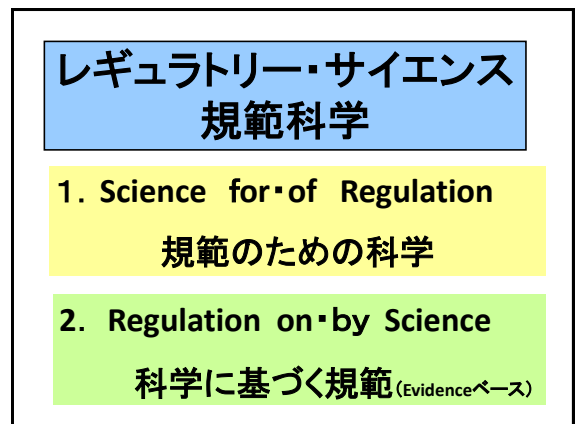 レギュラトリー・サイエンス
規範科学
１. Science for・of Regulation
規範のための科学
2. Regulation on・by Science
科学に基づく規範(Evidenceベース)